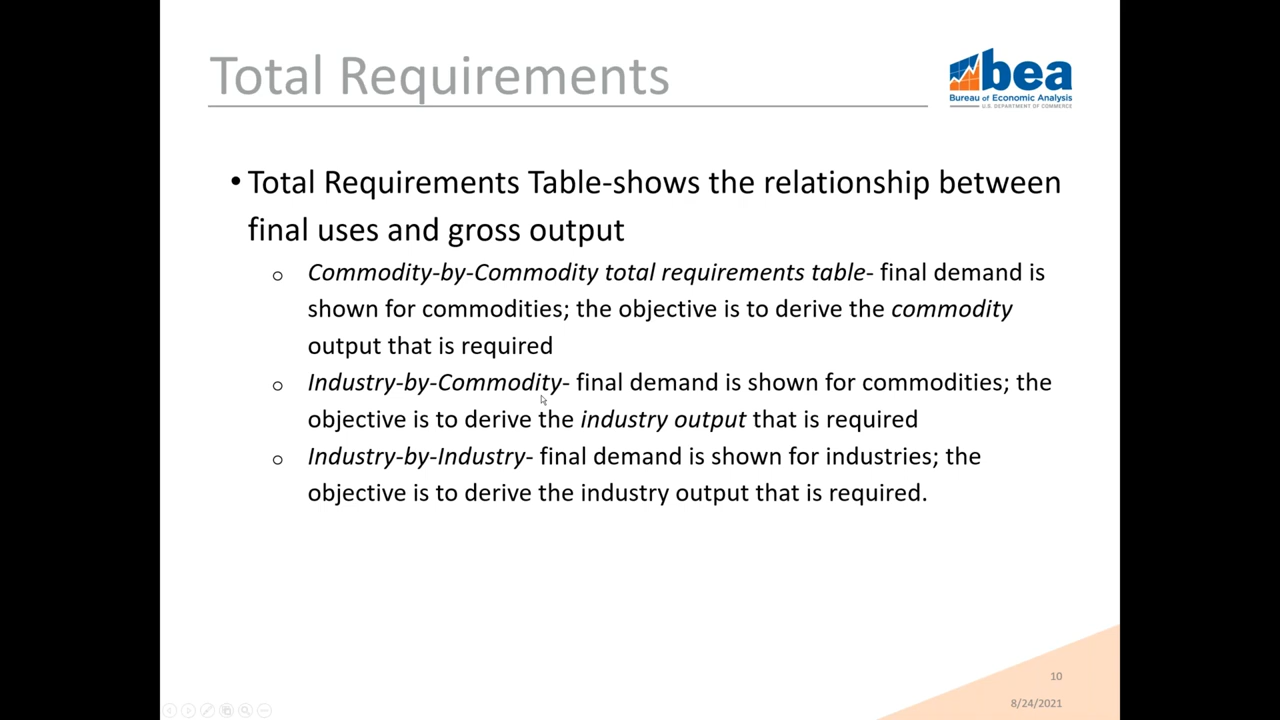 Total Requirements
bea
Bureau of Economic Analysis
U.S. DEPARTMENT OF COMMERCE
• Total Requirements Table-shows the relationship between
final uses and gross output
o Commodity-by-Commodity total requirements table- final demand is
shown for commodities; the objective is to derive the commodity
output that is required
o Industry-by-Commodity- final demand is shown for commodities; the
objective is to derive the industry output that is required
o Industry-by-Industry- final demand is shown for industries; the
objective is to derive the industry output that is required.
10
8/24/2021